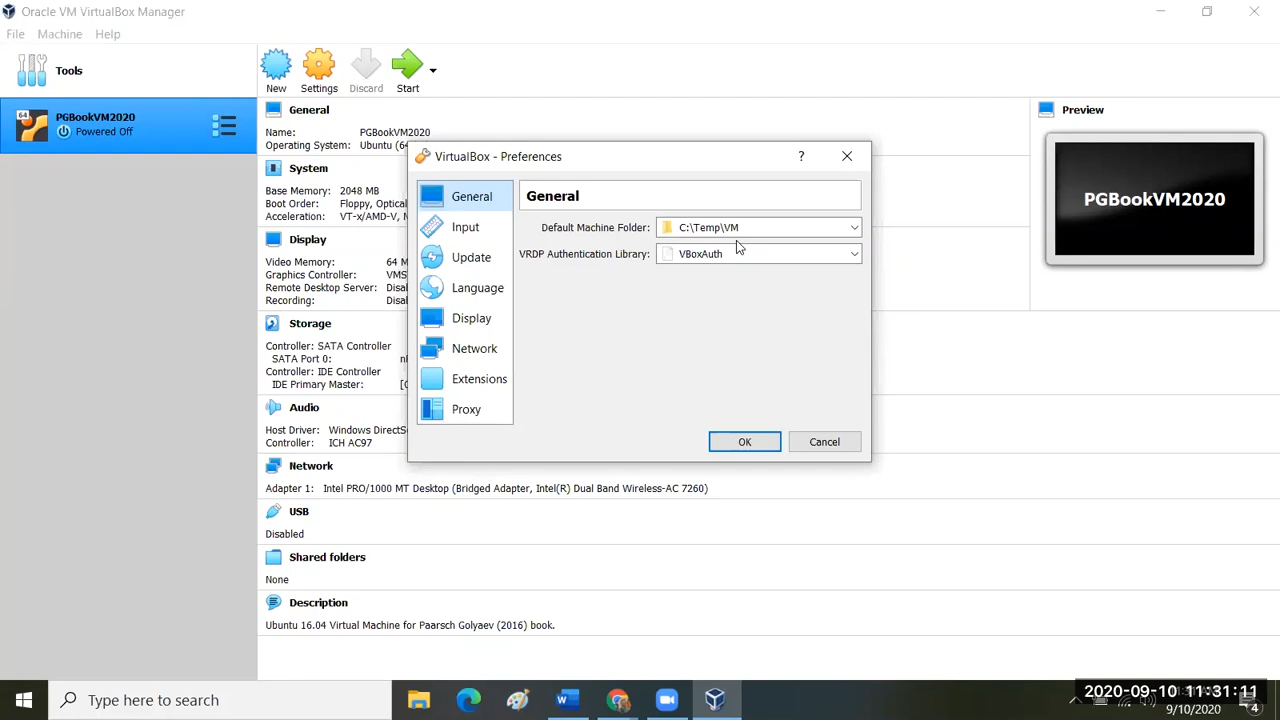 Oracle VM VirtualBox Manager
File Machine Help
Tools
New Settings Discard Start
64 PGBookVM2020
Powered Off
General
Name: PGBookVM2020
Operating System: Ubuntu (64
System
Base Memory: 2048 MB
Boot Order: Floppy, Optical
Acceleration: VT-x/AMD-V, N
Display
Video Memory: 64 M
Graphics Controller: VMS
Remote Desktop Server: Disa
Recording: Disa
Storage
Controller: SATA Controller
SATA Port 0:
Controller: IDE Controller
IDE Primary Master: [
Audio
Host Driver: Windows DirectS
Controller: ICH AC97
Network
Adapter 1: Intel PRO/1000 MT Desktop (Bridged Adapter, Intel(R) Dual Band Wireless-AC 7260)
USB
Disabled
Shared folders
None
Description
Ubuntu 16.04 Virtual Machine for Paarsch Golyaev (2016) book.
Preview
PGBookVM2020
VirtualBox - Preferences ?
General
Input
Update
Language
Display
Network
Extensions
Proxy
General
Default Machine Folder: C:\Temp\VM
VRDP Authentication Library: VBoxAuth
OK Cancel
Type here to search
2020-09-10 11:31:11
9/10/2020 4